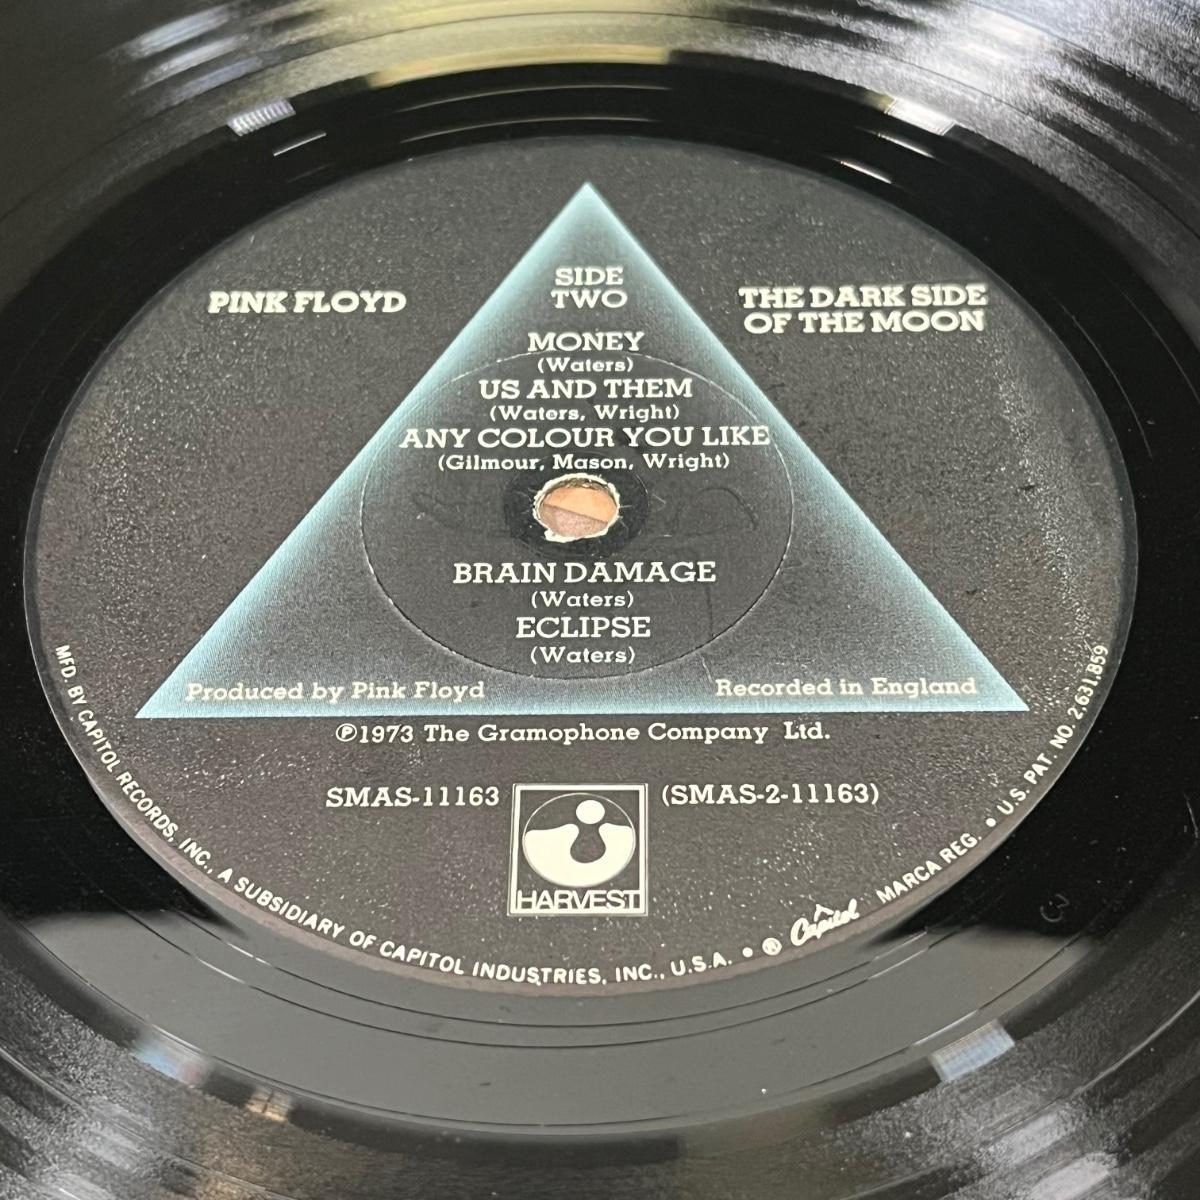 SIDE
TWO
PINK FLOYD
THE DARK SIDE
OF THE MOON
MONEY
(Waters)
US AND THEM
(Waters, Wright)
ANY COLOUR YOU LIKE
(Gilmour, Mason, Wright)
BRAIN DAMAGE
(Waters)
ECLIPSE
(Waters)
Produced by Pink Floyd
Recorded in England
℗1973 The Gramophone Company Ltd.
SMAS-11163
(SMAS-2-11163)
HARVEST
MFD. BY CAPITOL RECORDS, INC., A SUBSIDIARY OF CAPITOL INDUSTRIES, INC., U.S.A. • ® Capitol MARCA REG. • U.S. PAT. NO. 2,631,859
3